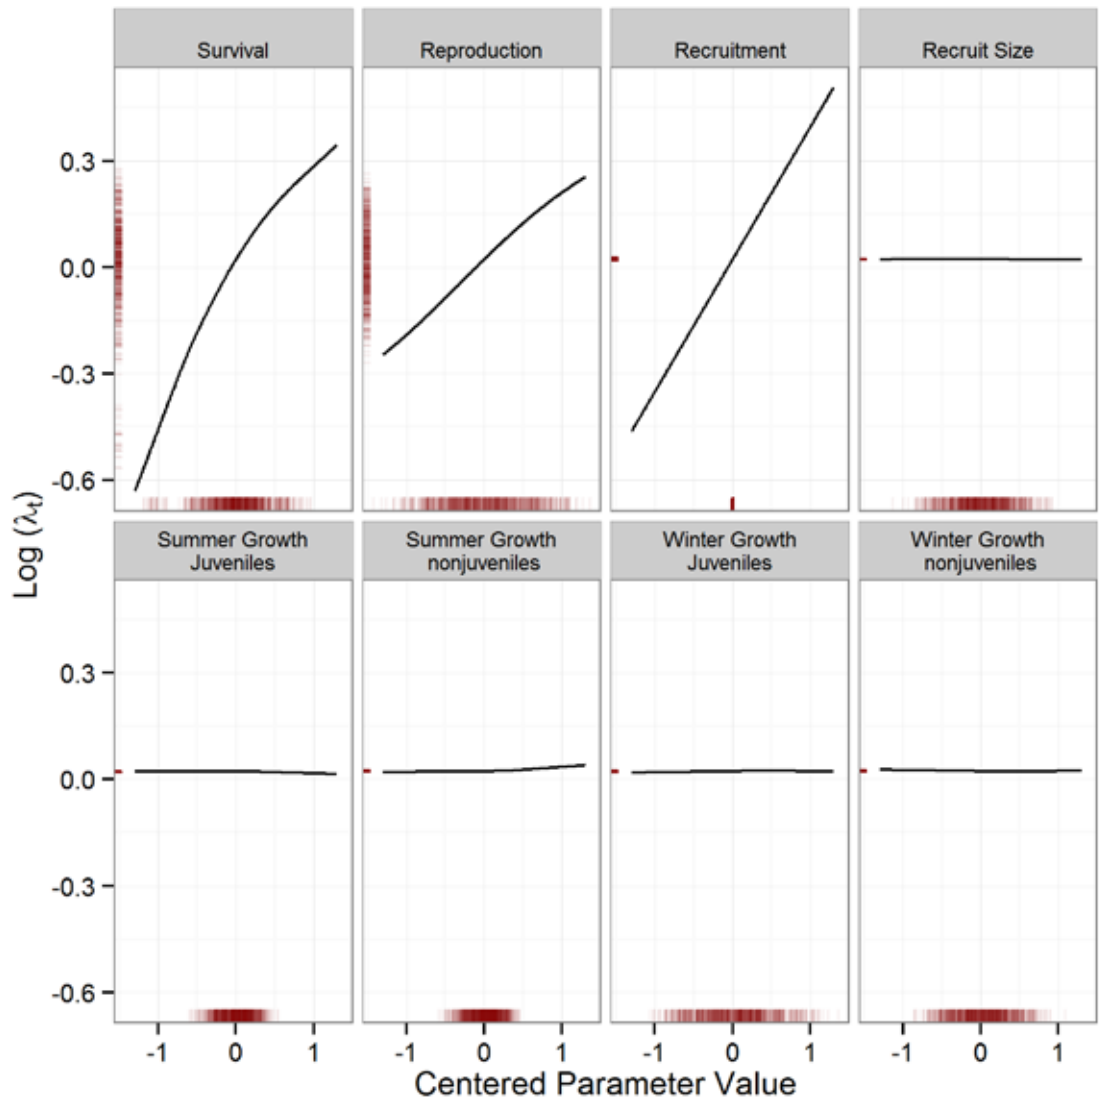 Survival Reproduction Recruitment Recruit Size
0.3
0.0
-0.3
-0.6
Log (λt)
Summer Growth Summer Growth Winter Growth Winter Growth
Juveniles nonjuveniles Juveniles nonjuveniles
0.3
0.0
-0.3
-0.6
-1 0 1 -1 0 1 -1 0 1 -1 0 1
Centered Parameter Value